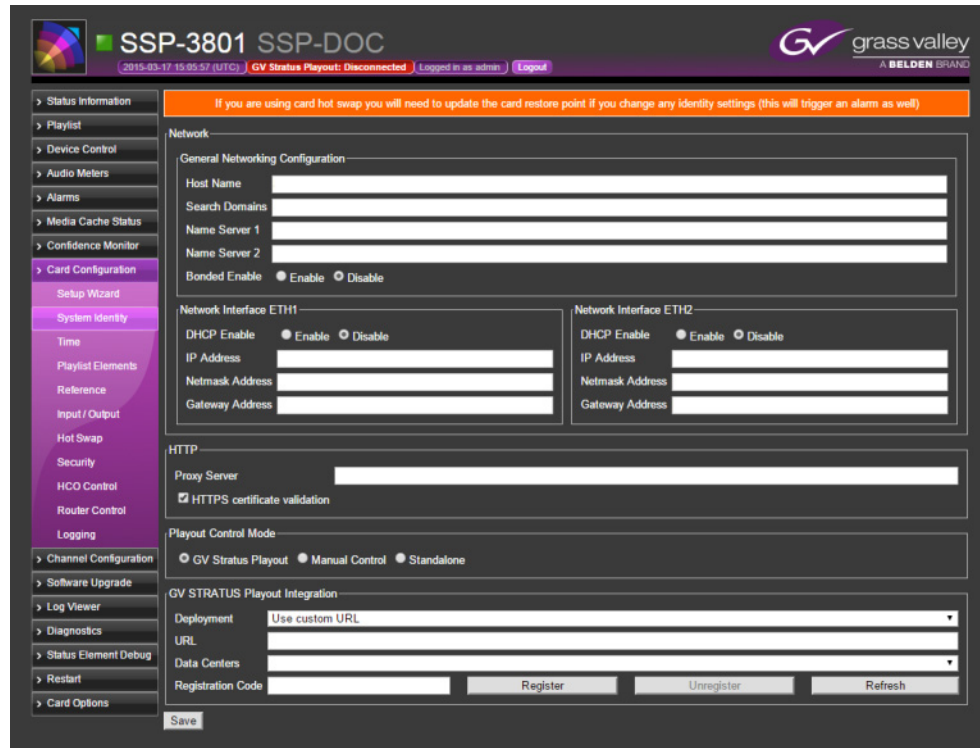 SSP-3801 SSP-DOC
2015-03-17 15:05:57 (UTC) GV Stratus Playout: Disconnected Logged in as admin Logout
GV grass valley
A BELDEN BRAND
> Status Information
> Playlist
> Device Control
> Audio Meters
> Alarms
> Media Cache Status
> Confidence Monitor
> Card Configuration
Setup Wizard
System Identity
Time
Playlist Elements
Reference
Input / Output
Hot Swap
Security
HCO Control
Router Control
Logging
> Channel Configuration
> Software Upgrade
> Log Viewer
> Diagnostics
> Status Element Debug
> Restart
> Card Options
If you are using card hot swap you will need to update the card restore point if you change any identity settings (this will trigger an alarm as well)
Network
General Networking Configuration
Host Name
Search Domains
Name Server 1
Name Server 2
Bonded Enable Enable Disable
Network Interface ETH1
DHCP Enable Enable Disable
IP Address
Netmask Address
Gateway Address
Network Interface ETH2
DHCP Enable Enable Disable
IP Address
Netmask Address
Gateway Address
HTTP
Proxy Server
HTTPS certificate validation
Playout Control Mode
GV Stratus Playout Manual Control Standalone
GV STRATUS Playout Integration
Deployment Use custom URL
URL
Data Centers
Registration Code Register Unregister Refresh
Save